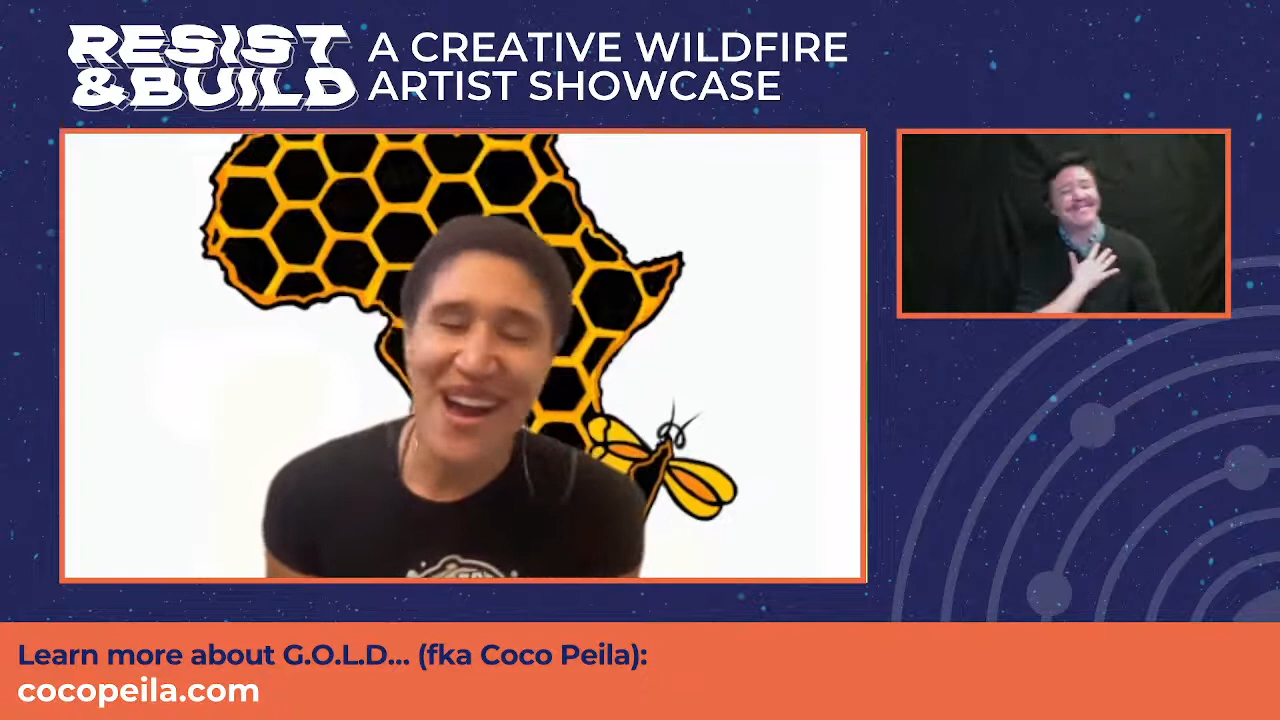 RESIST
&BUILD
A CREATIVE WILDFIRE
ARTIST SHOWCASE
Learn more about G.O.L.D... (fka Coco Peila):
cocopeila.com